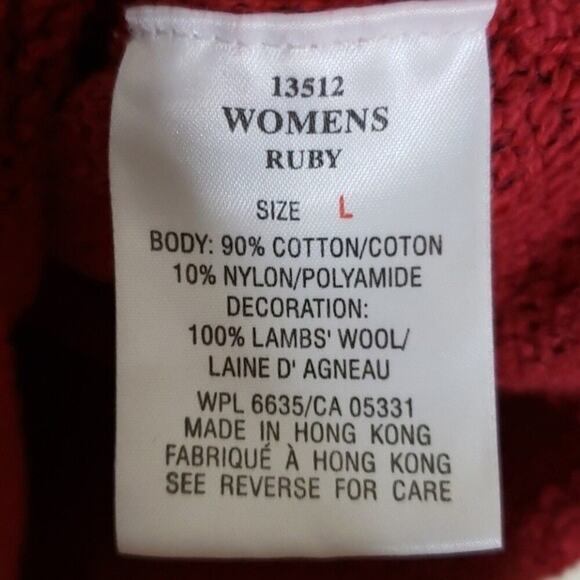 13512
WOMENS
RUBY
SIZE L
BODY: 90% COTTON/COTON
10% NYLON/POLYAMIDE
DECORATION:
100% LAMBS' WOOL/
LAINE D' AGNEAU
WPL 6635/CA 05331
MADE IN HONG KONG
FABRIQUÉ À HONG KONG
SEE REVERSE FOR CARE